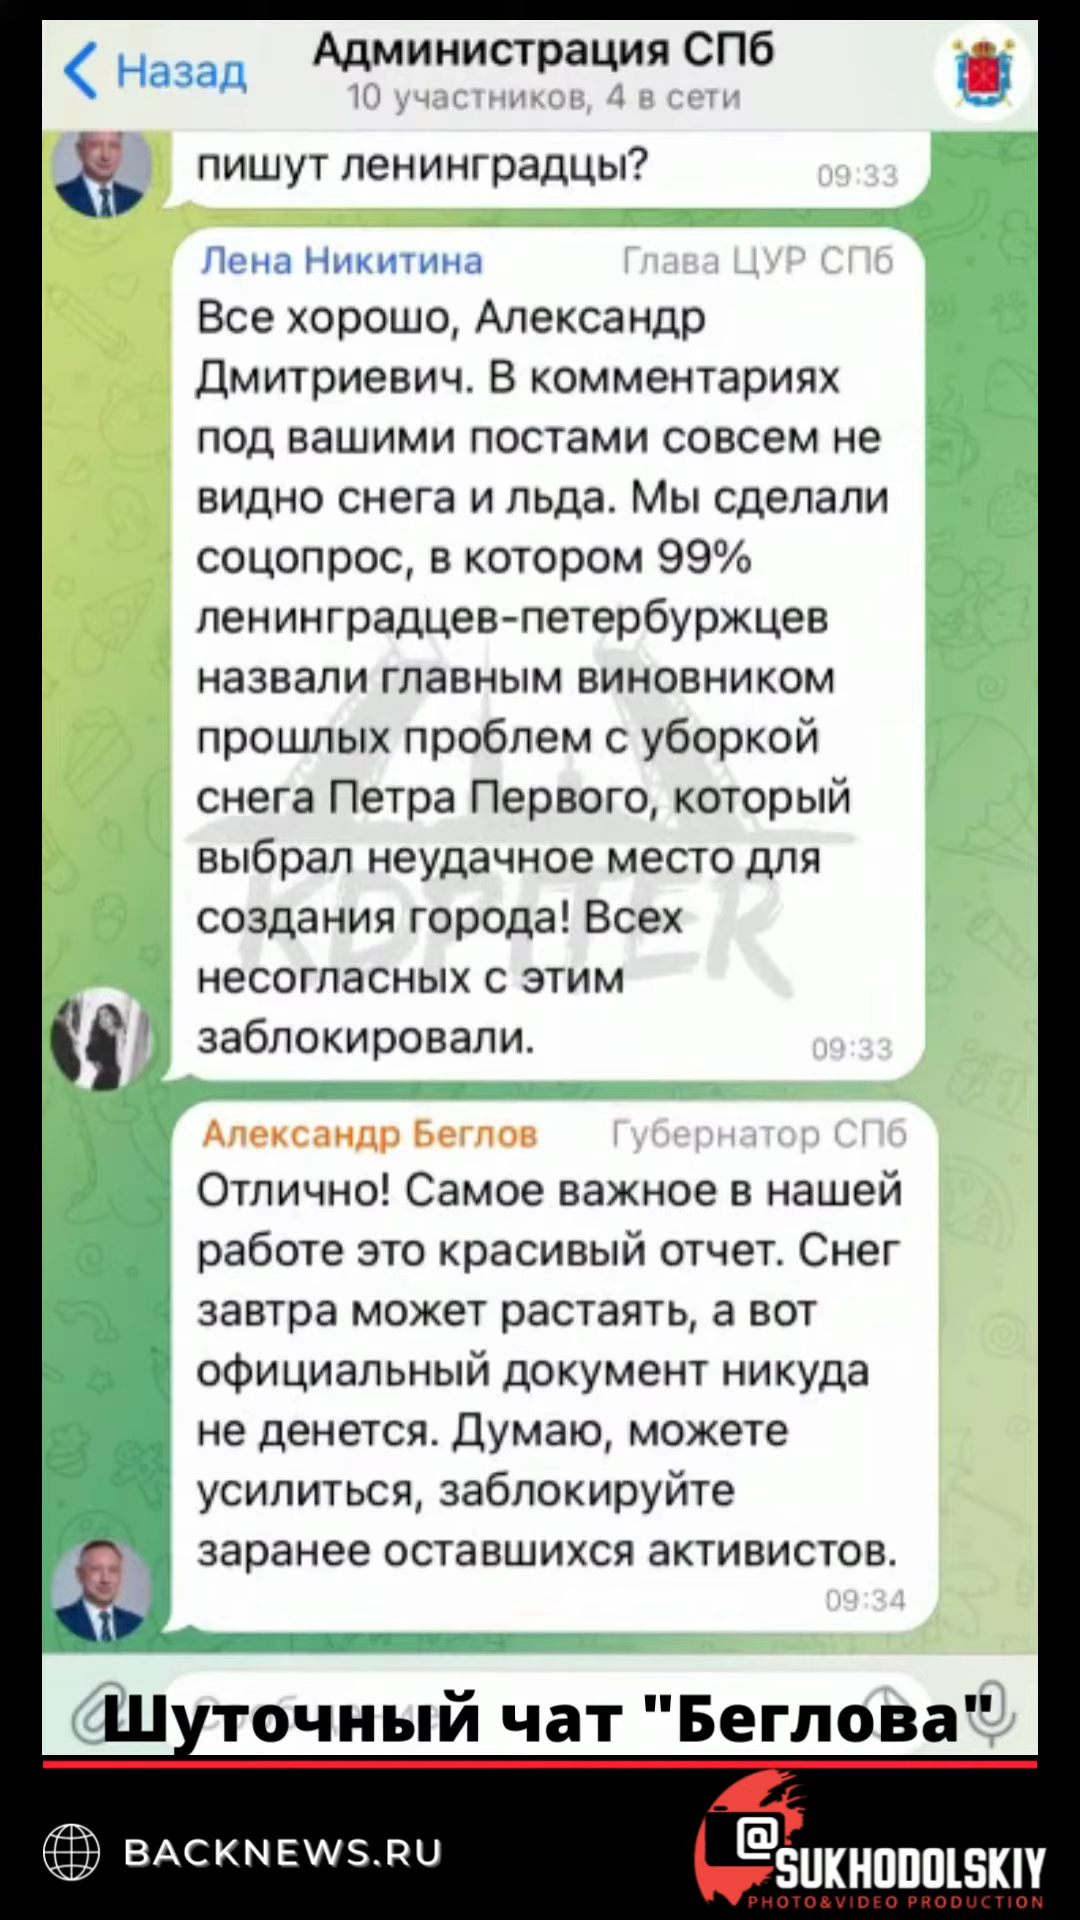 Назад
Администрация СПб
10 участников, 4 в сети
пишут ленинградцы?
09:33
Лена Никитина
Глава ЦУР СПб
Все хорошо, Александр
Дмитриевич. В комментариях
под вашими постами совсем не
видно снега и льда. Мы сделали
соцопрос, в котором 99%
ленинградцев-петербуржцев
назвали главным виновником
прошлых проблем с уборкой
снега Петра Первого, который
выбрал неудачное место для
создания города! Всех
несогласных с этим
заблокировали.
09:33
KDPITER
Александр Беглов
Губернатор СПб
Отлично! Самое важное в нашей
работе это красивый отчет. Снег
завтра может растаять, а вот
официальный документ никуда
не денется. Думаю, можете
усилиться, заблокируйте
заранее оставшихся активистов.
09:34
Сообщение
Шуточный чат "Беглова"
BACKNEWS.RU
@SUKHODOLSKIY
PHOTO&VIDEO PRODUCTION